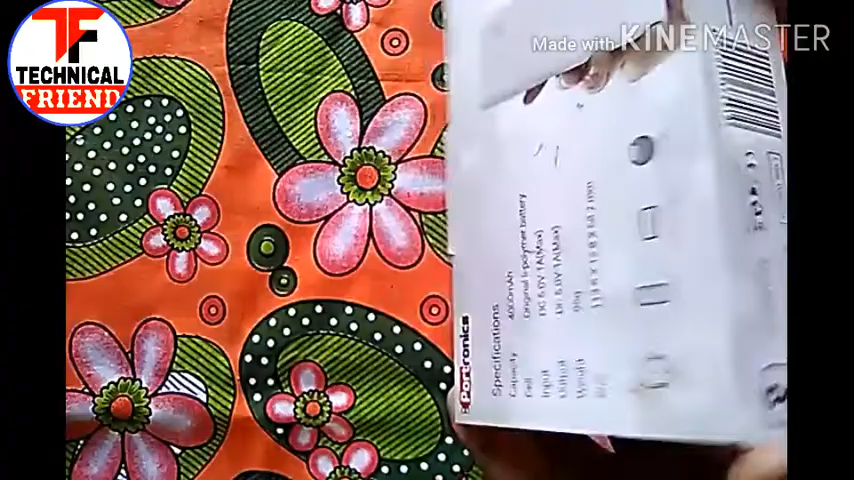 TF
TECHNICAL
FRIEND
Made with KINEMASTER
Portronics
Specifications
Capacity 4000mAh
Cell Original li-polymer battery
Input DC 5.0V 1A(Max)
Output DC 5.0V 1A(Max)
Weight